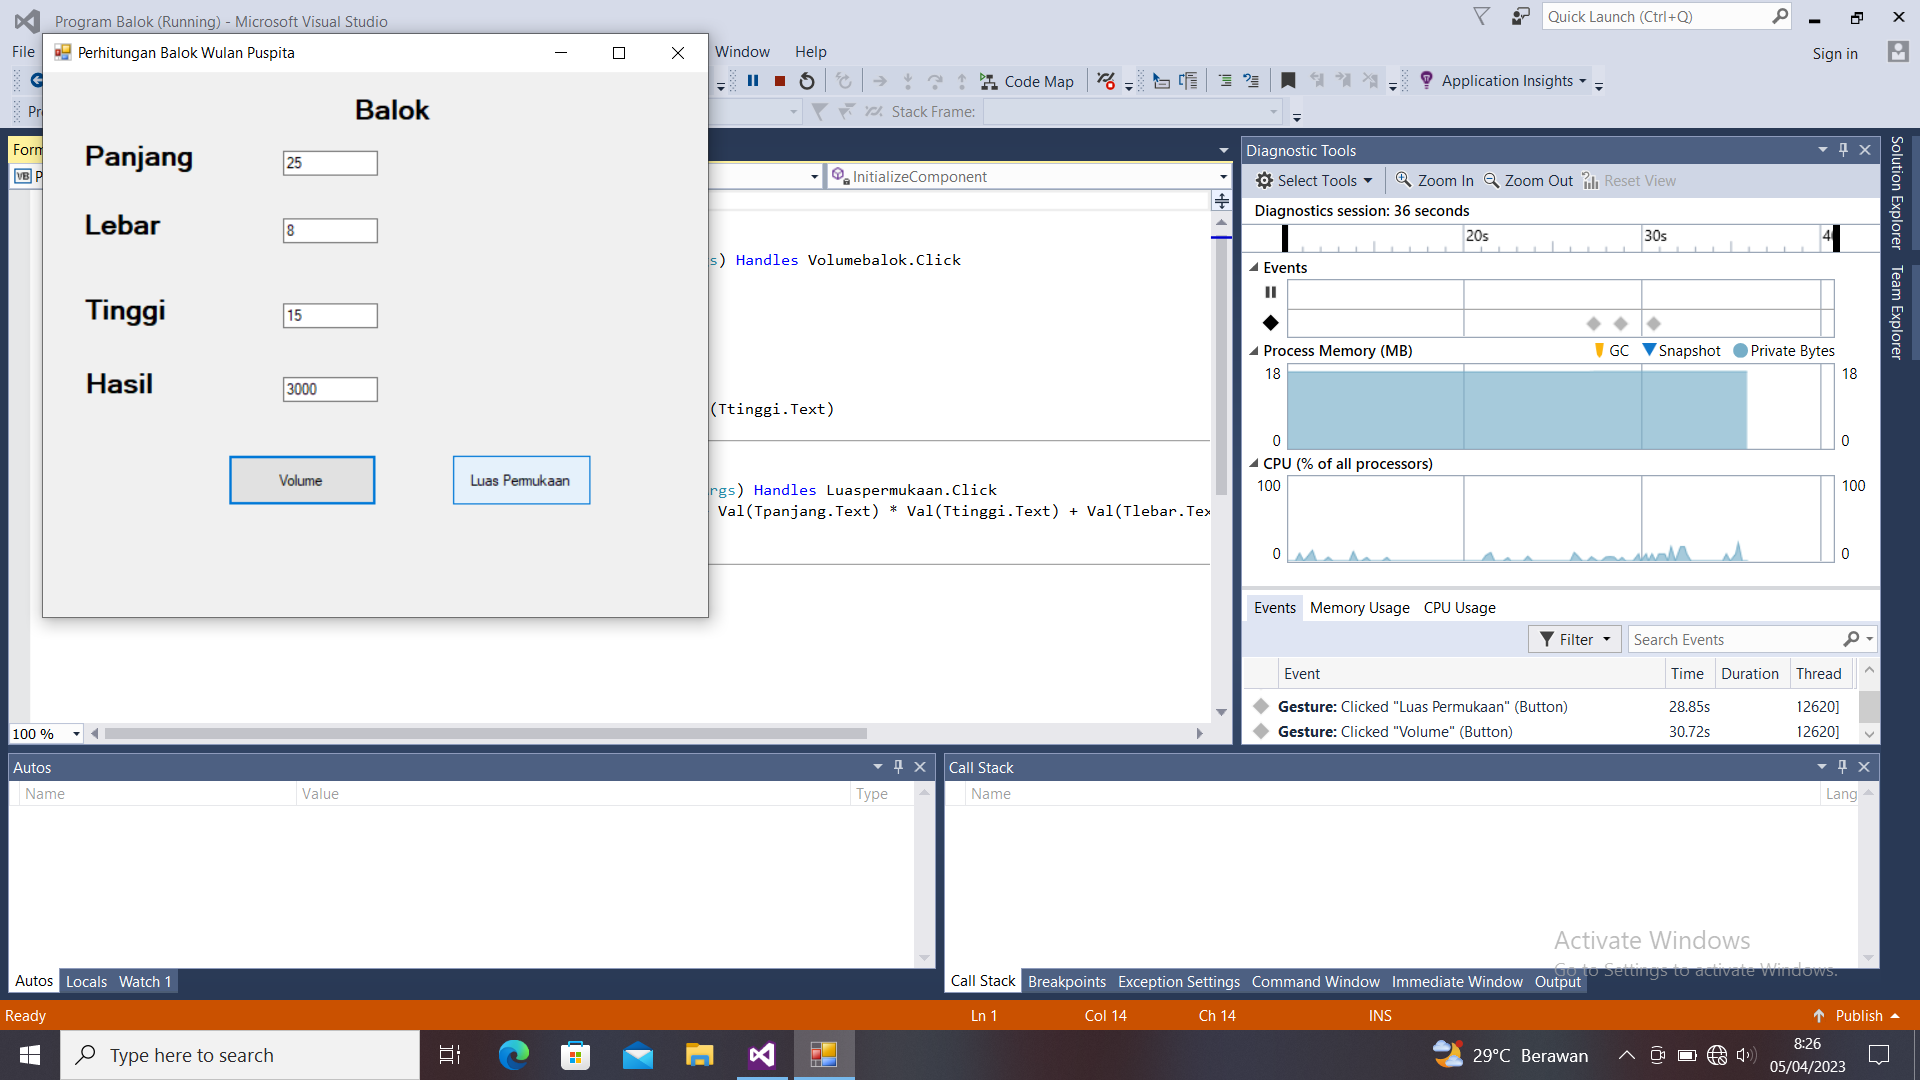 Program Balok (Running) - Microsoft Visual Studio
Quick Launch (Ctrl+Q)
File
Window Help
Sign in
Perhitungan Balok Wulan Puspita
Code Map
Application Insights
Stack Frame:
Balok
Panjang 25
Lebar 8
Tinggi 15
Hasil 3000
Volume
Luas Permukaan
Form
VB P
InitializeComponent
s) Handles Volumebalok.Click
(Ttinggi.Text)
rgs) Handles Luaspermukaan.Click
Val(Tpanjang.Text) * Val(Ttinggi.Text) + Val(Tlebar.Tex
100 %
Diagnostic Tools
Select Tools Zoom In Zoom Out Reset View
Diagnostics session: 36 seconds
20s 30s 40
Events
Process Memory (MB) GC Snapshot Private Bytes
18 18
0 0
CPU (% of all processors)
100 100
0 0
Events Memory Usage CPU Usage
Filter Search Events
Event Time Duration Thread
Gesture: Clicked "Luas Permukaan" (Button) 28.85s 12620]
Gesture: Clicked "Volume" (Button) 30.72s 12620]
Solution Explorer
Team Explorer
Autos
Name Value Type
Autos Locals Watch 1
Call Stack
Name Lang
Call Stack Breakpoints Exception Settings Command Window Immediate Window Output
Activate Windows
Go to Settings to activate Windows.
Ready Ln 1 Col 14 Ch 14 INS Publish
Type here to search
29°C Berawan
8:26
05/04/2023